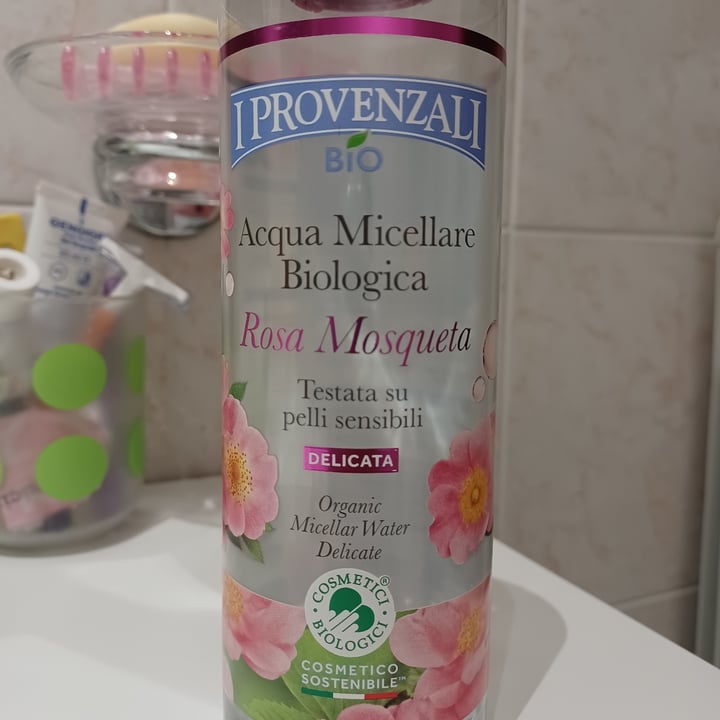 I PROVENZALI
BIO
Acqua Micellare
Biologica
Rosa Mosqueta
Testata su
pelli sensibili
DELICATA
Organic
Micellar Water
Delicate
COSMETICI®
BIOLOGICI
COSMETICO
SOSTENIBILE™